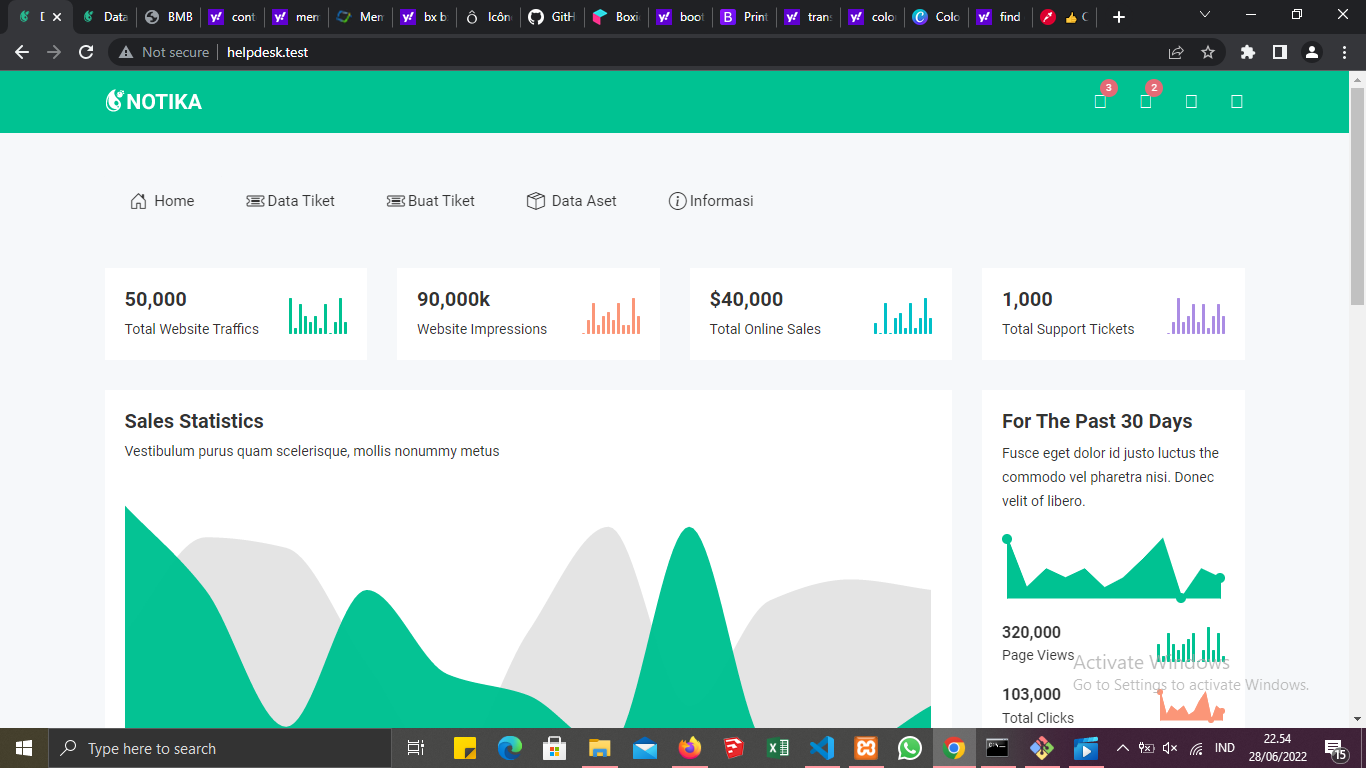 D
Data
BMB
cont
mem
Mem
bx b
Icôn
GitH
Boxi
boot
Print
trans
colo
Colo
find
👍 C
Not secure
helpdesk.test
NOTIKA
3
2
Home
Data Tiket
Buat Tiket
Data Aset
Informasi
50,000
Total Website Traffics
90,000k
Website Impressions
$40,000
Total Online Sales
1,000
Total Support Tickets
Sales Statistics
Vestibulum purus quam scelerisque, mollis nonummy metus
For The Past 30 Days
Fusce eget dolor id justo luctus the
commodo vel pharetra nisi. Donec
velit of libero.
320,000
Page Views
103,000
Total Clicks
Activate Windows
Go to Settings to activate Windows.
Type here to search
IND
22.54
28/06/2022
15